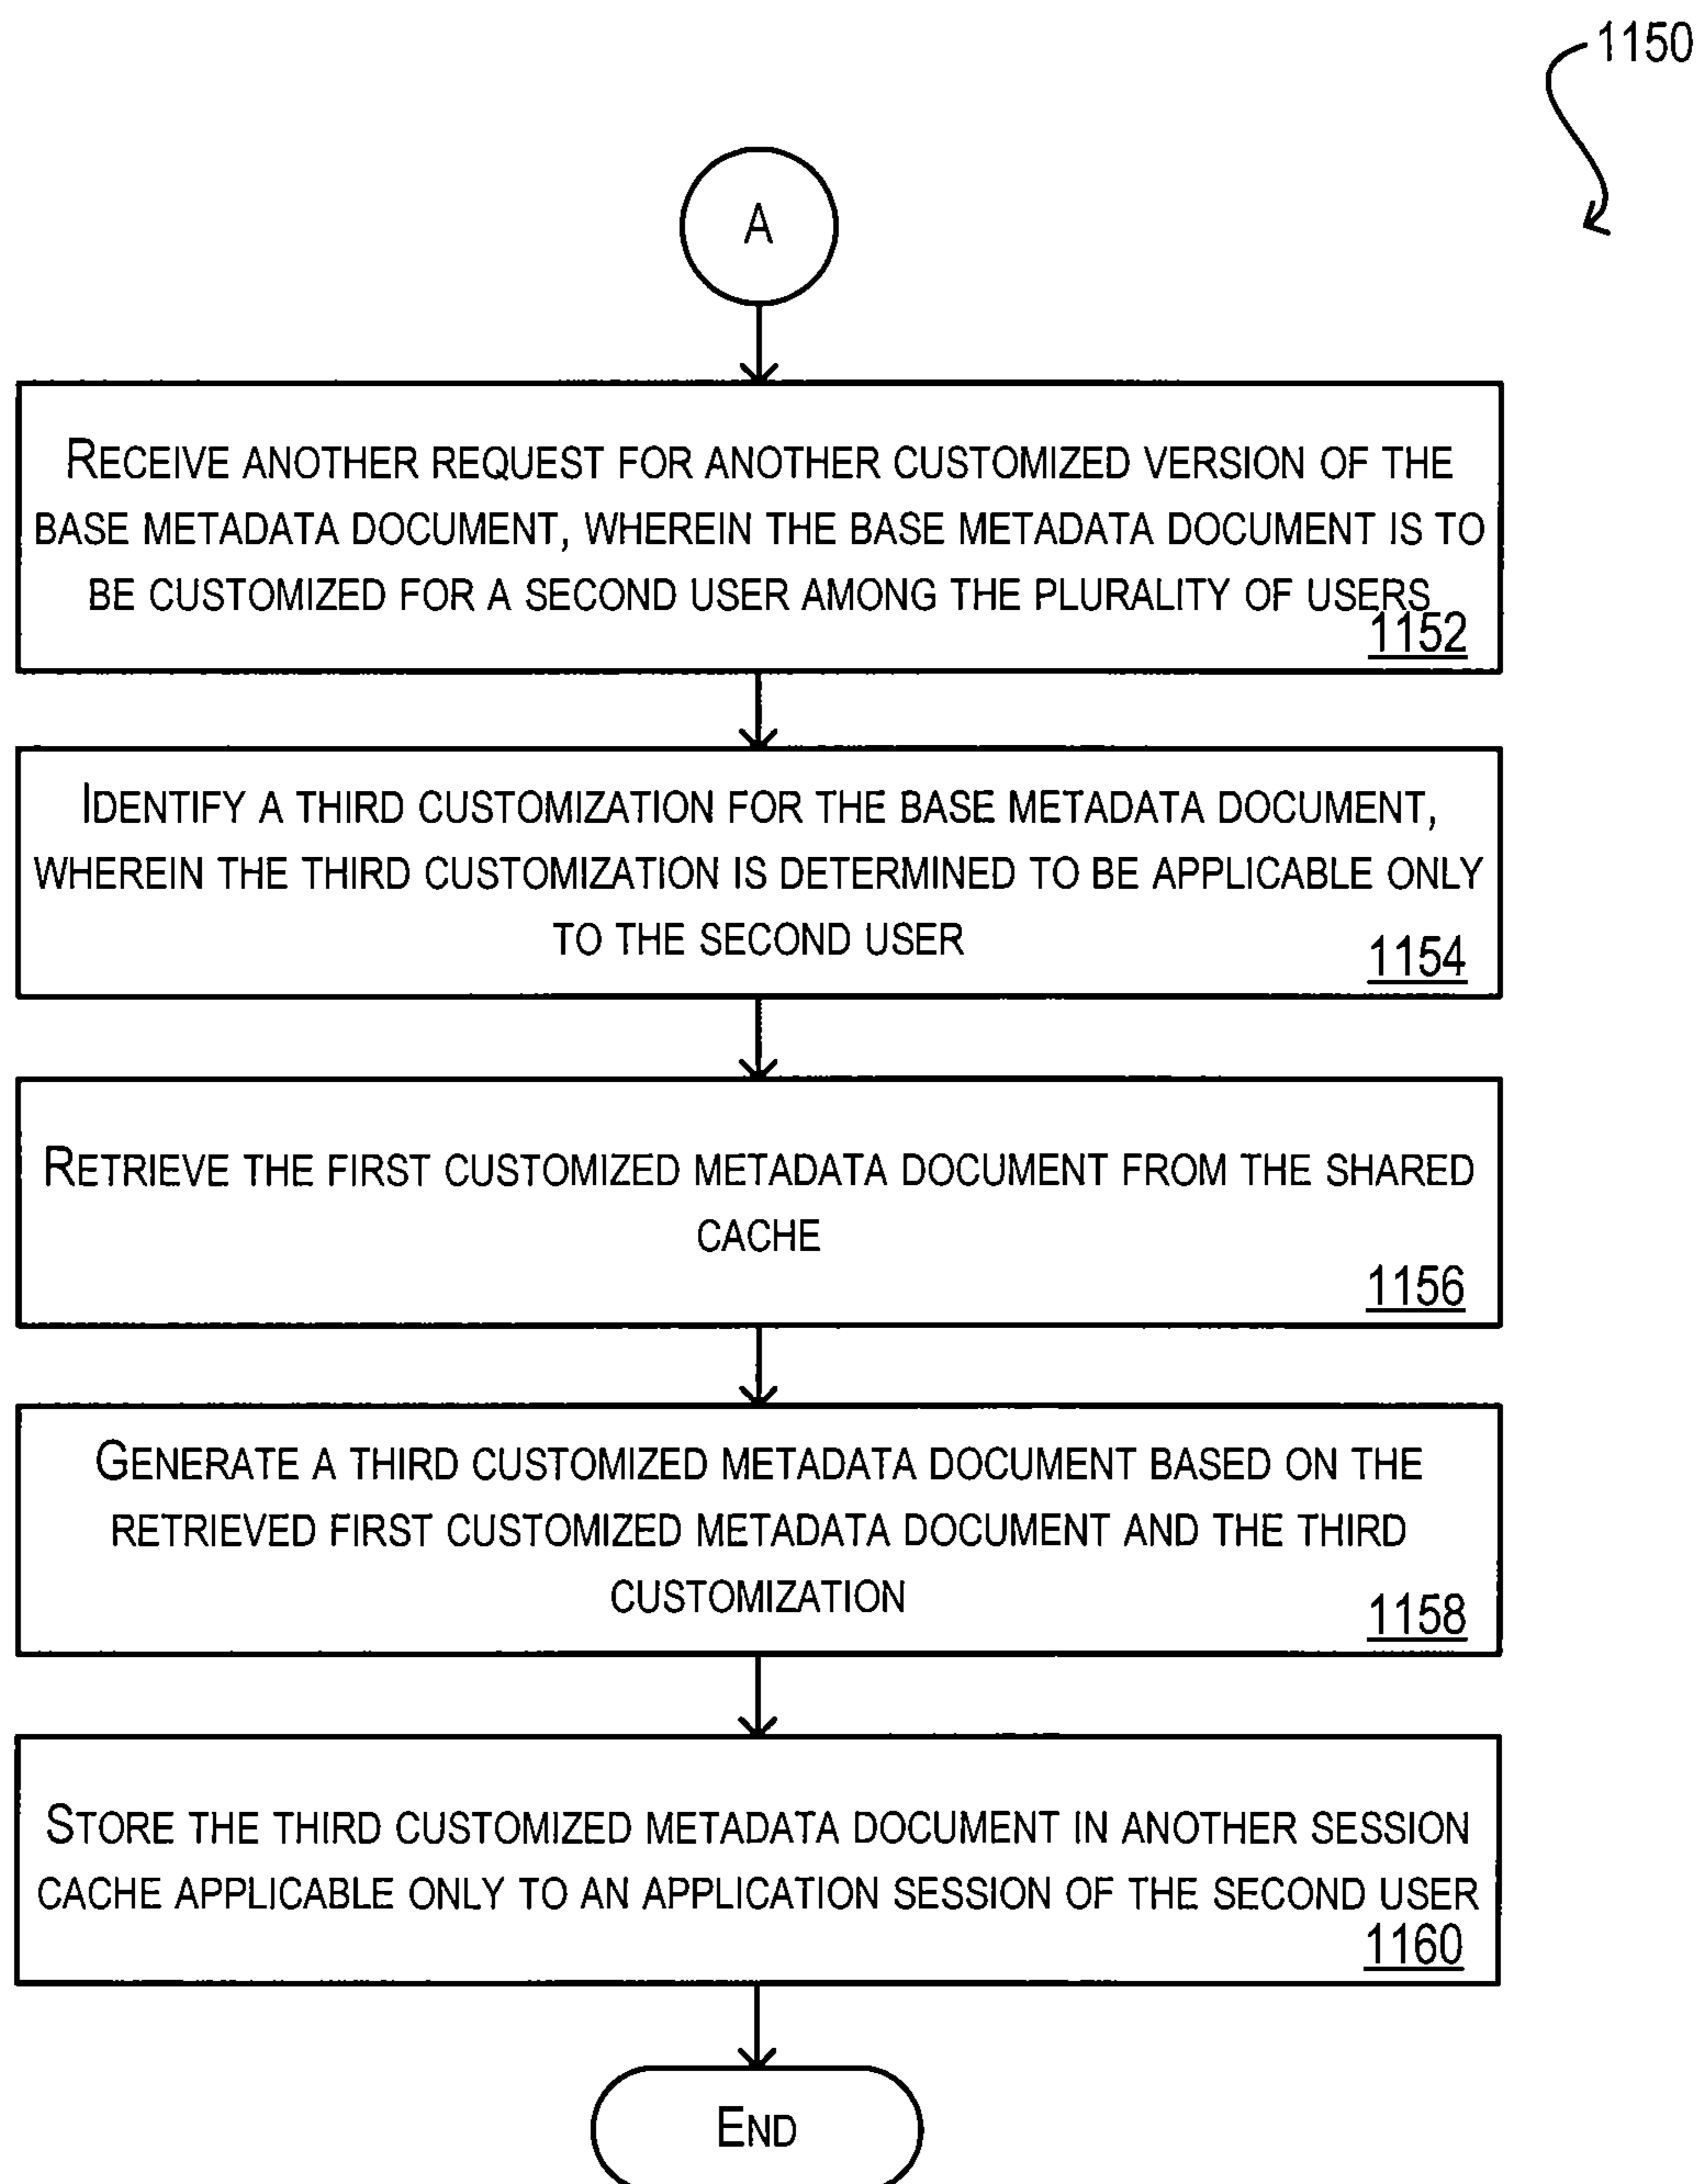 1150
A
RECEIVE ANOTHER REQUEST FOR ANOTHER CUSTOMIZED VERSION OF THE
BASE METADATA DOCUMENT, WHEREIN THE BASE METADATA DOCUMENT IS TO
BE CUSTOMIZED FOR A SECOND USER AMONG THE PLURALITY OF USERS
1152
IDENTIFY A THIRD CUSTOMIZATION FOR THE BASE METADATA DOCUMENT,
WHEREIN THE THIRD CUSTOMIZATION IS DETERMINED TO BE APPLICABLE ONLY
TO THE SECOND USER
1154
RETRIEVE THE FIRST CUSTOMIZED METADATA DOCUMENT FROM THE SHARED
CACHE
1156
GENERATE A THIRD CUSTOMIZED METADATA DOCUMENT BASED ON THE
RETRIEVED FIRST CUSTOMIZED METADATA DOCUMENT AND THE THIRD
CUSTOMIZATION
1158
STORE THE THIRD CUSTOMIZED METADATA DOCUMENT IN ANOTHER SESSION
CACHE APPLICABLE ONLY TO AN APPLICATION SESSION OF THE SECOND USER
1160
END